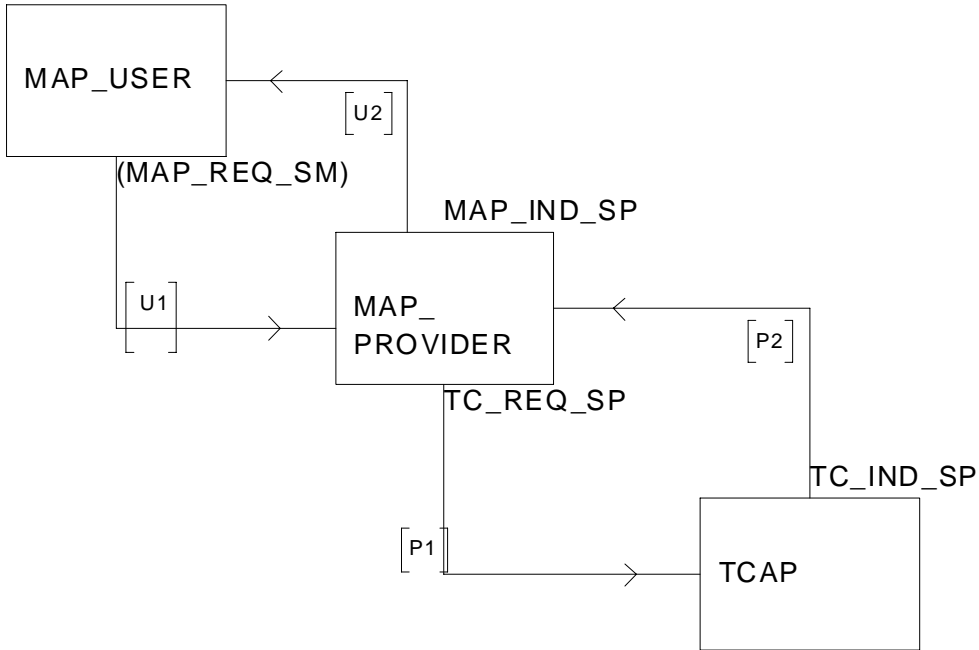 MAP_USER
[U2]
(MAP_REQ_SM)
MAP_IND_SP
[U1]
MAP_
PROVIDER
[P2]
TC_REQ_SP
TC_IND_SP
[P1]
TCAP